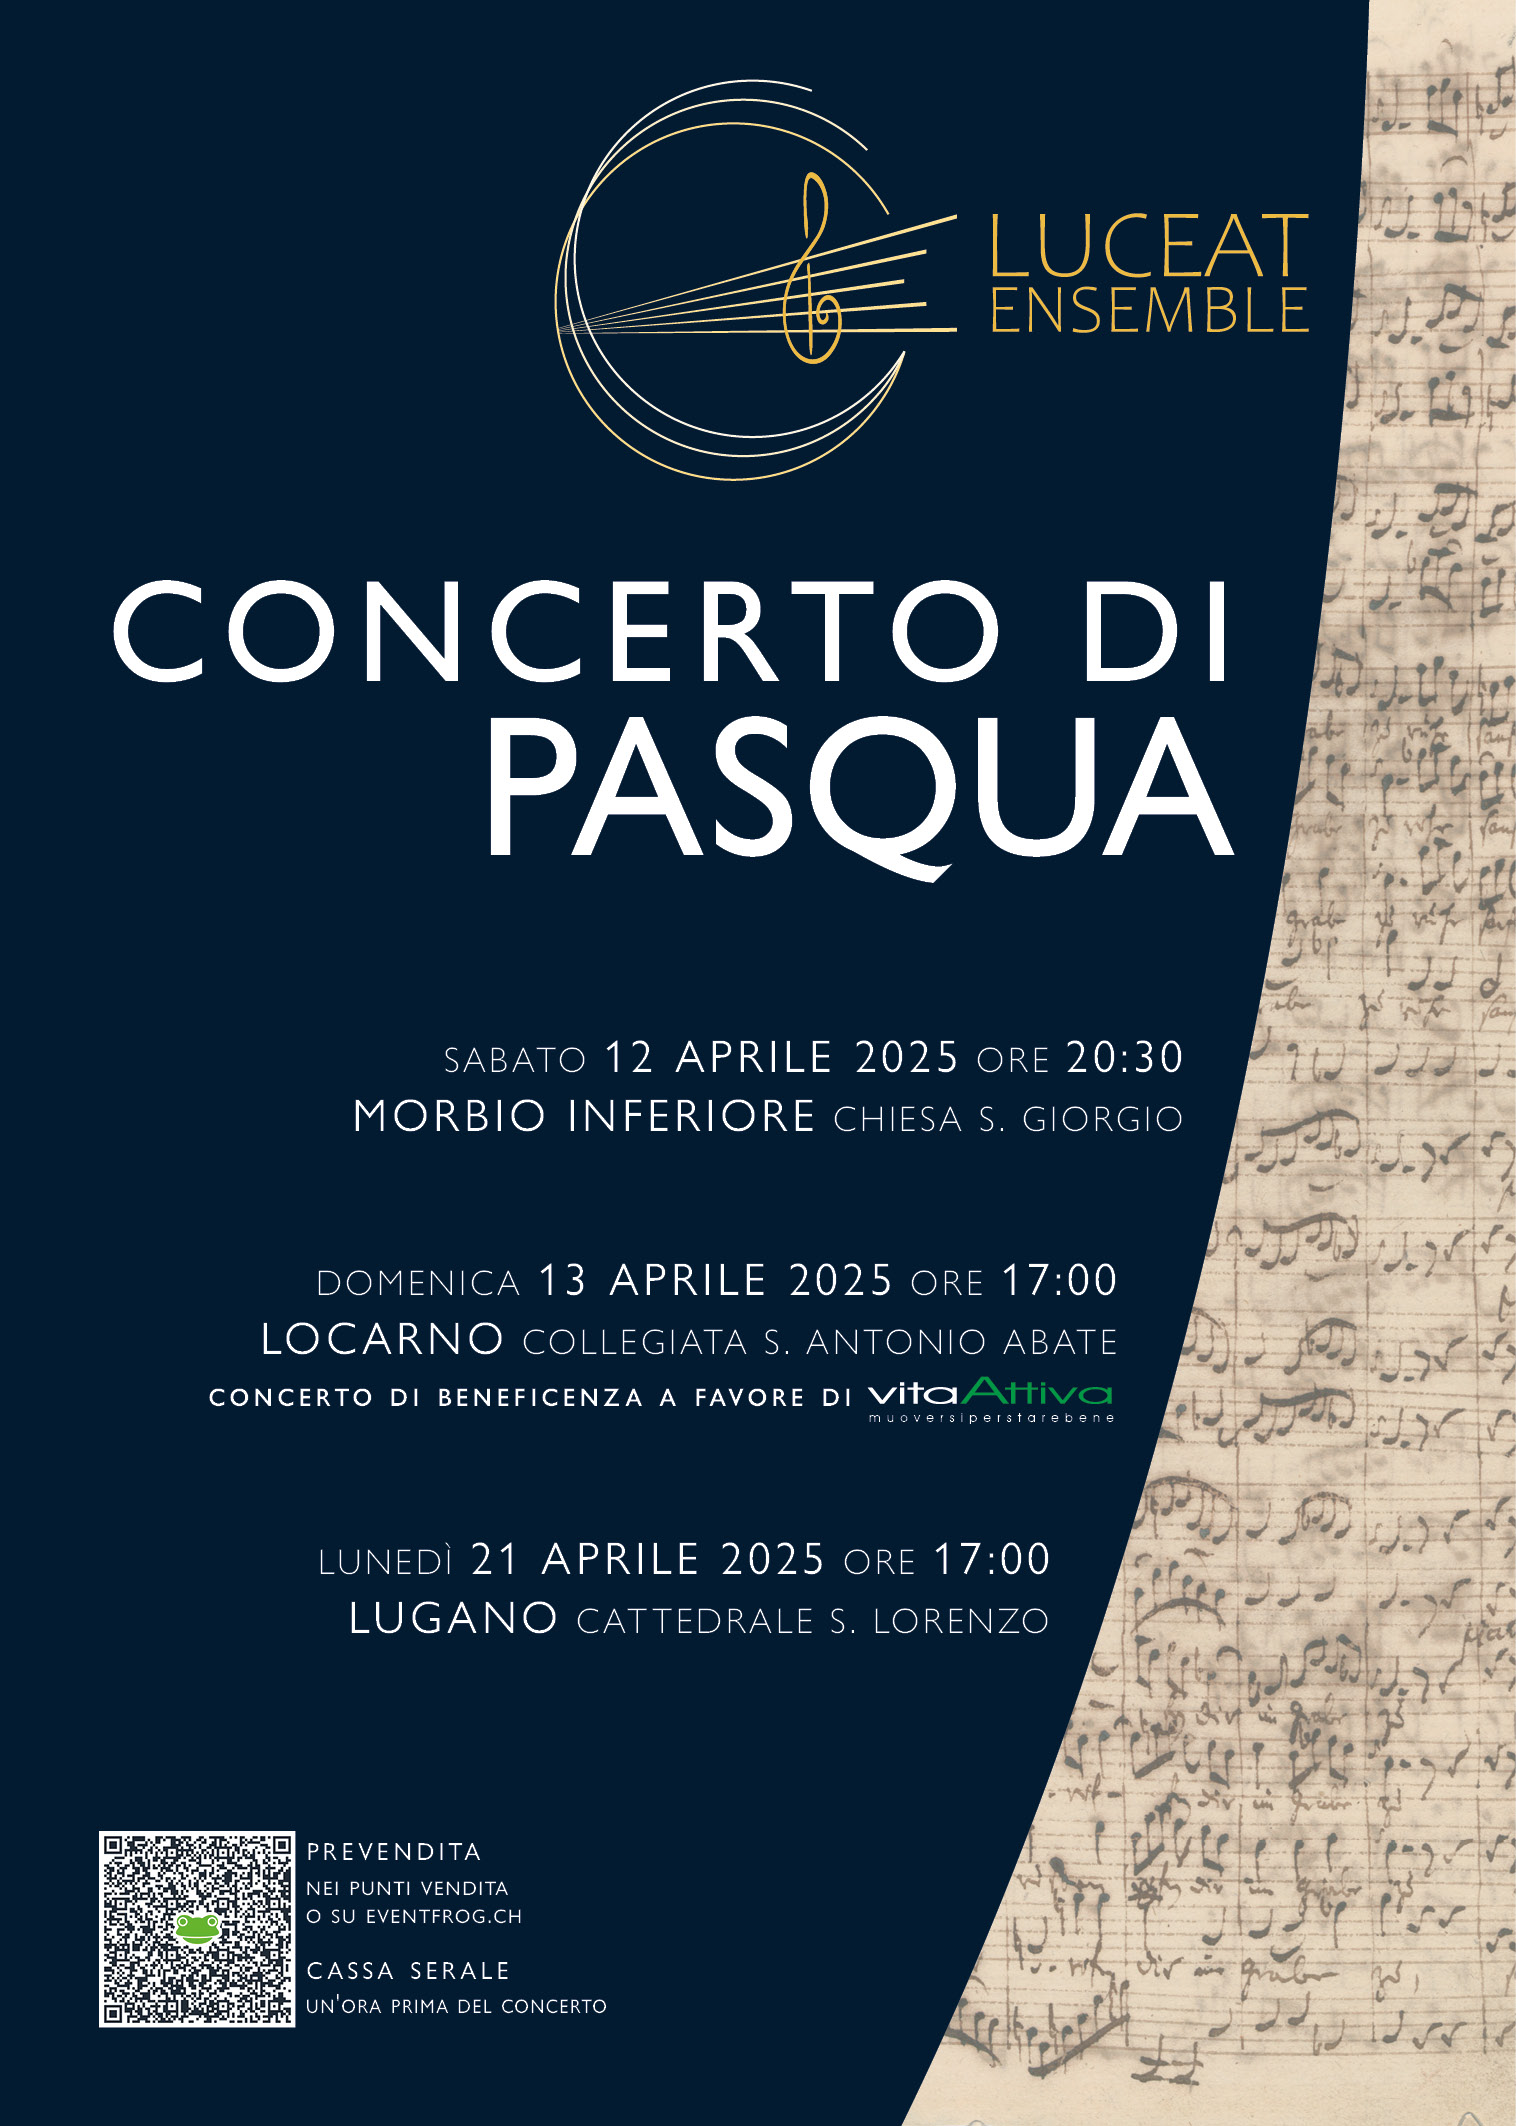 LUCEAT
ENSEMBLE
CONCERTO DI
PASQUA
SABATO 12 APRILE 2025 ORE 20:30
MORBIO INFERIORE CHIESA S. GIORGIO
DOMENICA 13 APRILE 2025 ORE 17:00
LOCARNO COLLEGIATA S. ANTONIO ABATE
CONCERTO DI BENEFICENZA A FAVORE DI vitaAttiva
muoversiperstarebene
LUNEDÌ 21 APRILE 2025 ORE 17:00
LUGANO CATTEDRALE S. LORENZO
PREVENDITA
NEI PUNTI VENDITA
O SU EVENTFROG.CH
CASSA SERALE
UN'ORA PRIMA DEL CONCERTO